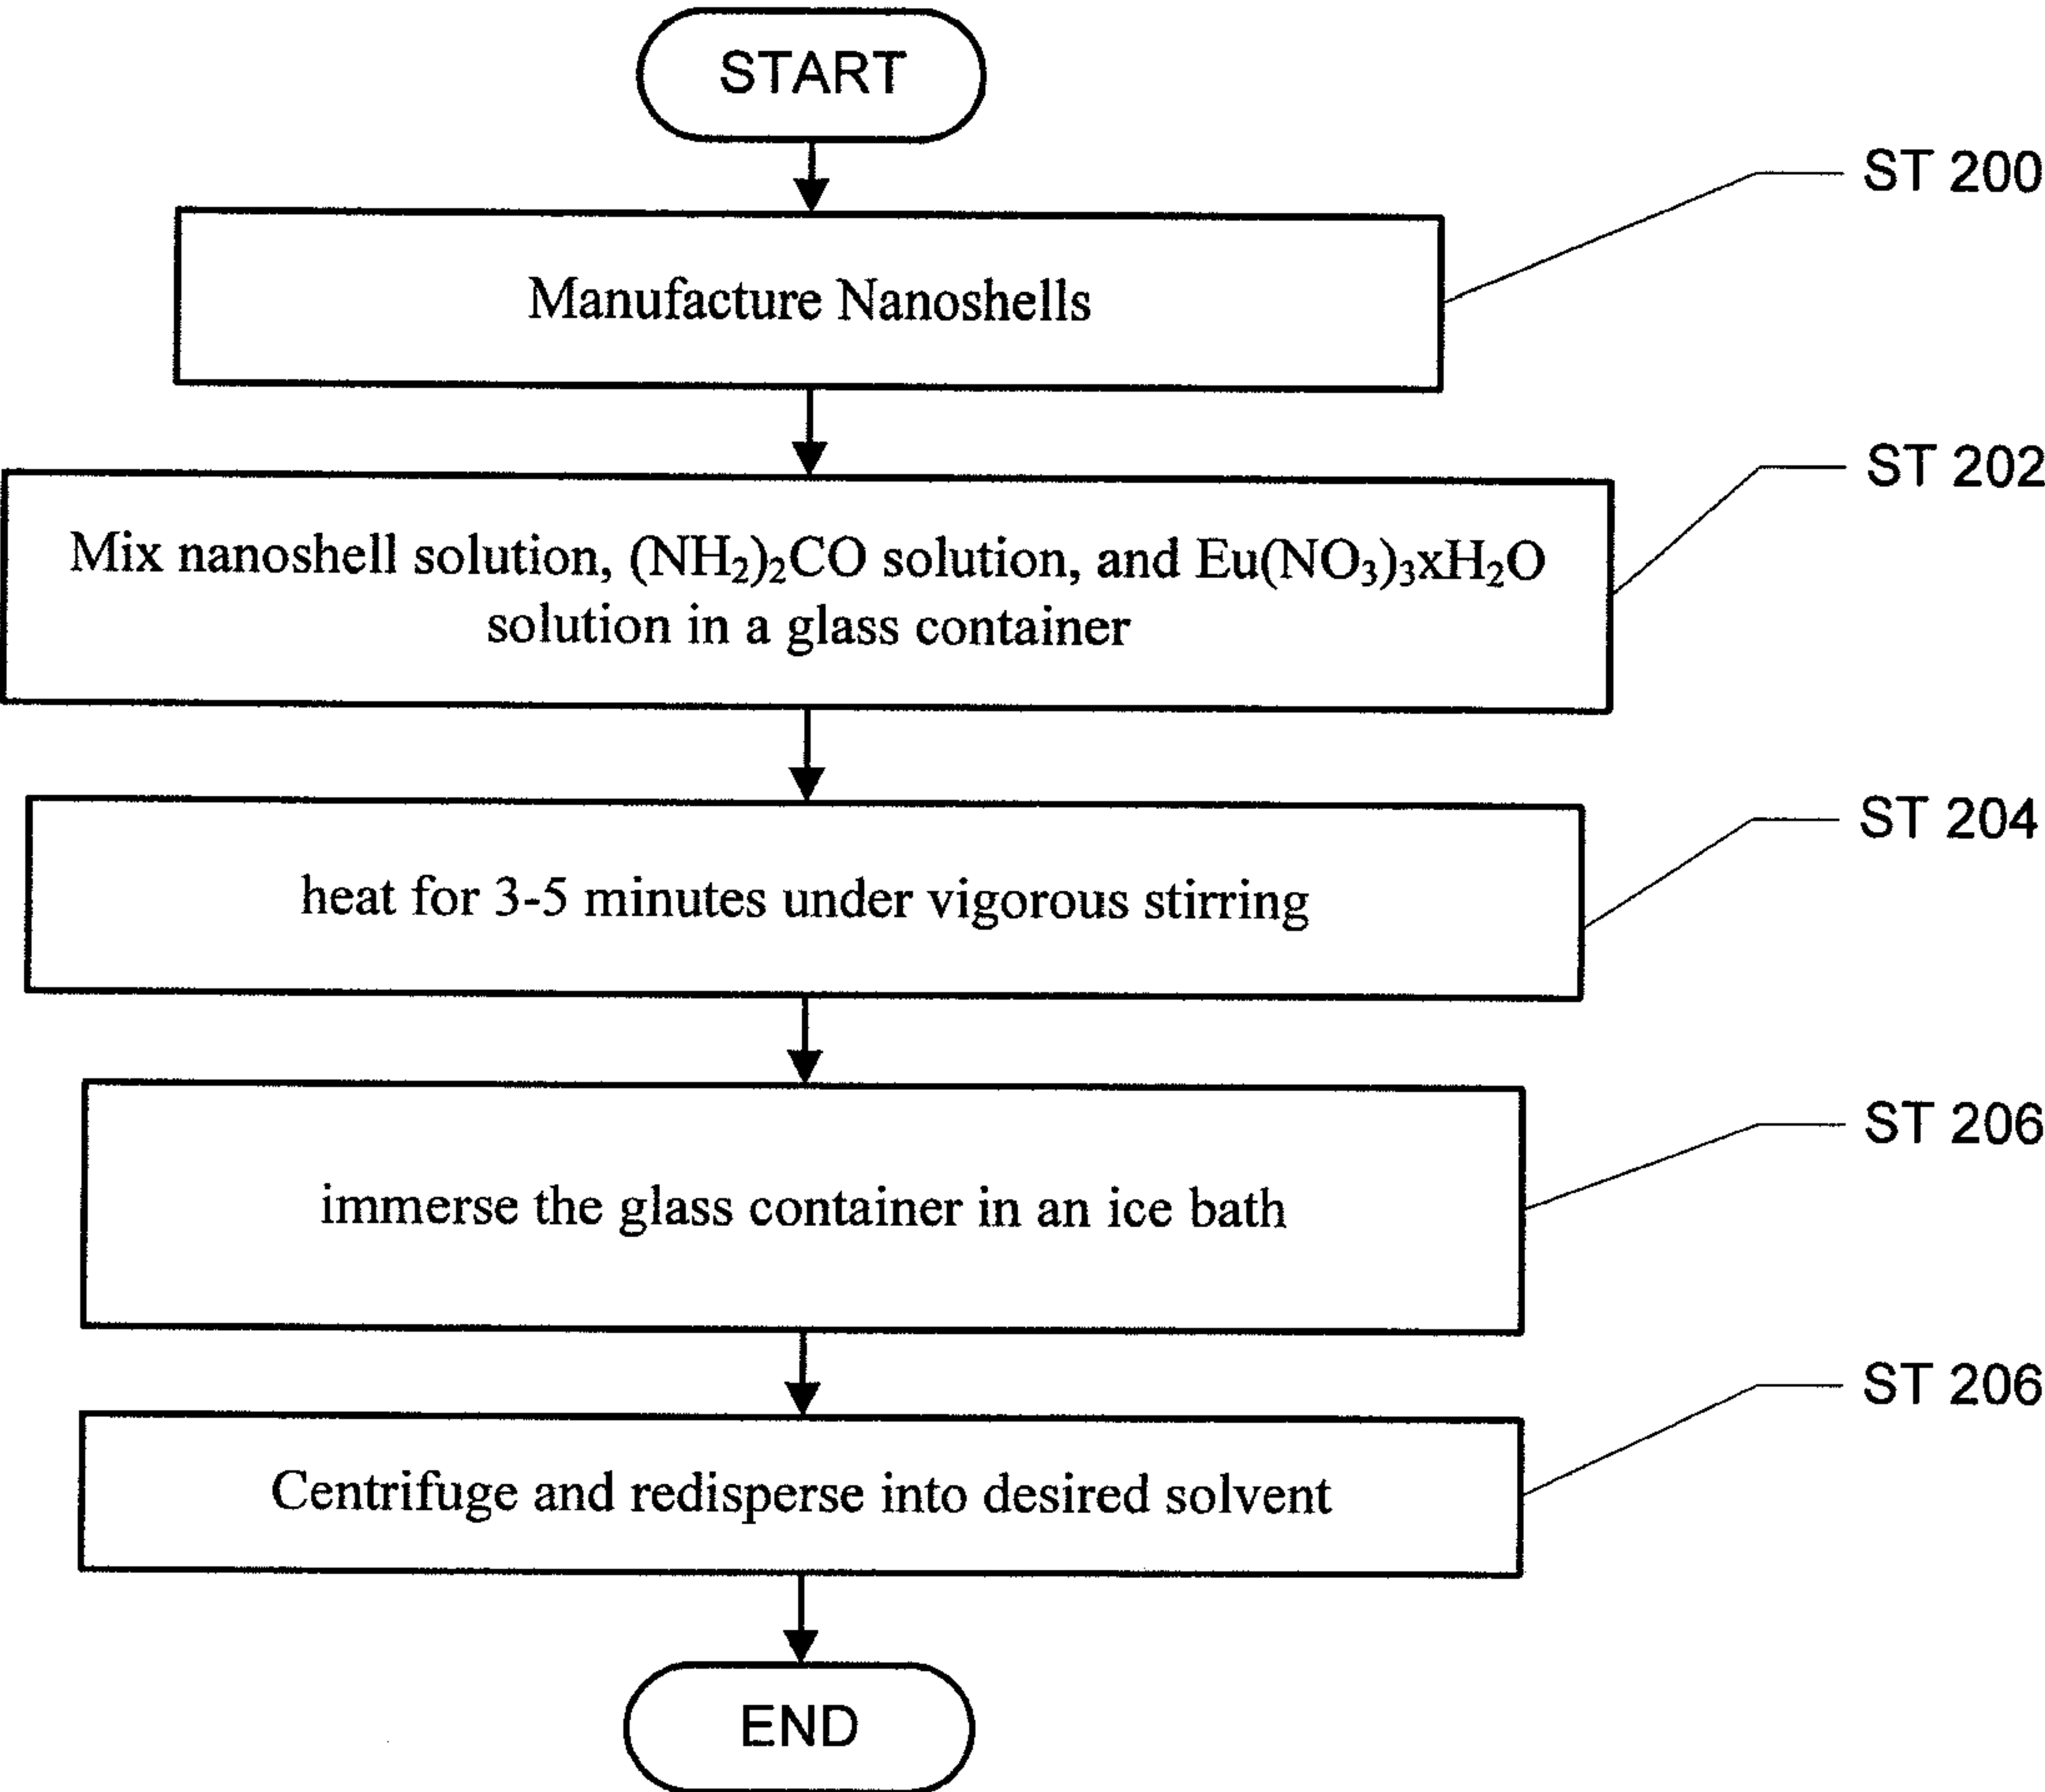 START
ST 200
Manufacture Nanoshells
ST 202
Mix nanoshell solution, (NH₂)₂CO solution, and Eu(NO₃)₃xH₂O
solution in a glass container
ST 204
heat for 3-5 minutes under vigorous stirring
ST 206
immerse the glass container in an ice bath
ST 206
Centrifuge and redisperse into desired solvent
END